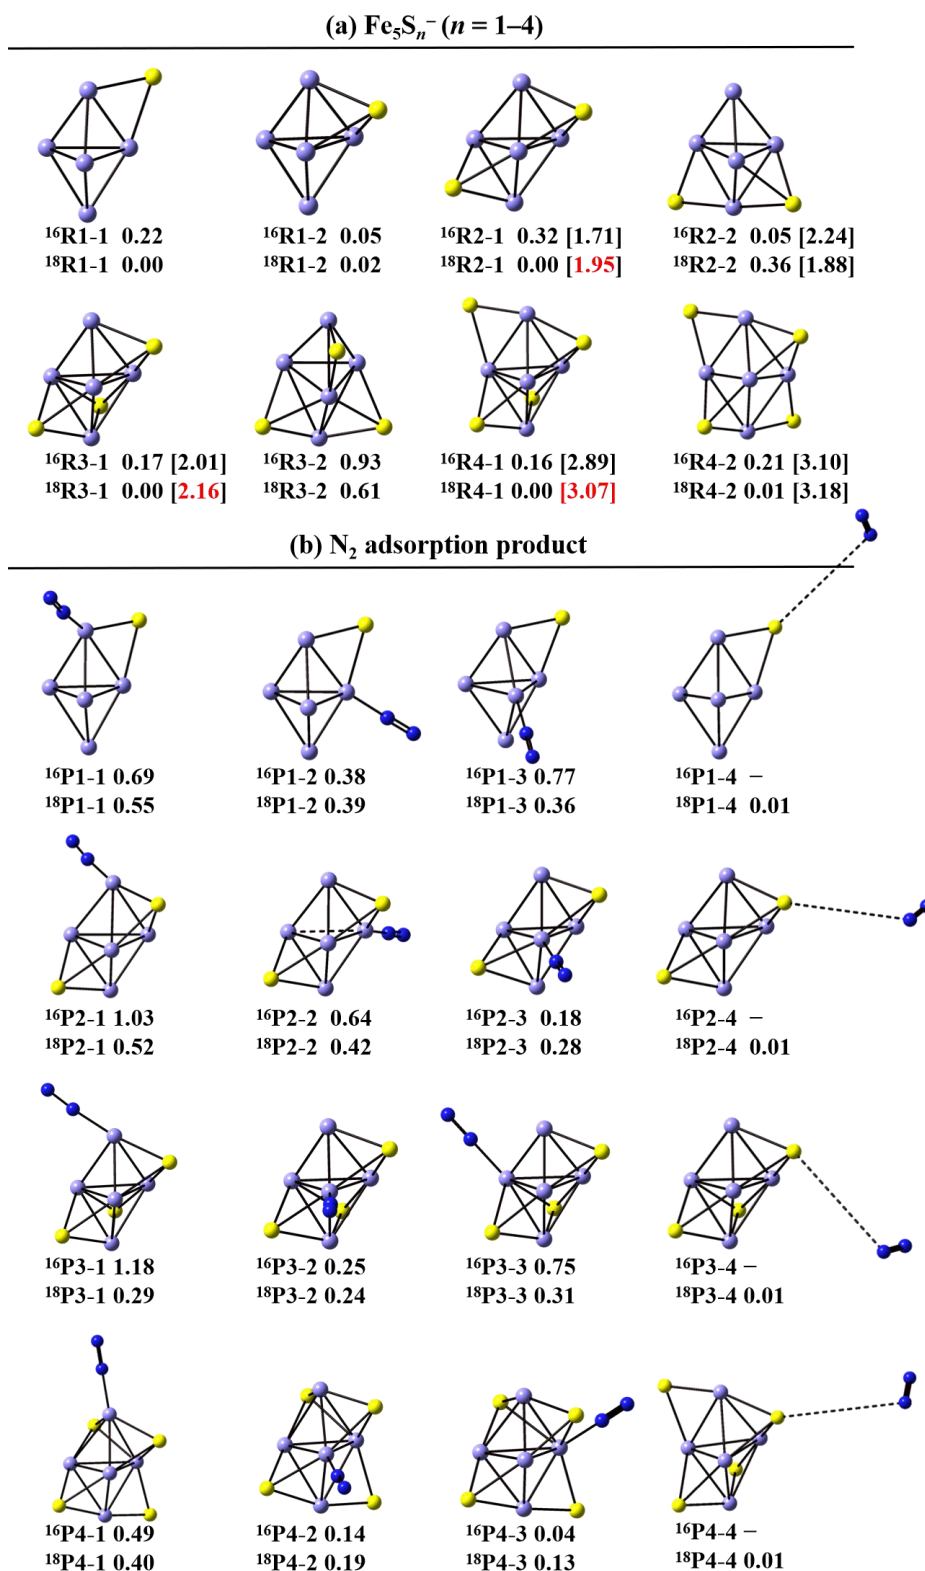 (a) Fe₅Sₙ⁻ (n = 1–4)
¹⁶R1-1 0.22
¹⁸R1-1 0.00
¹⁶R1-2 0.05
¹⁸R1-2 0.02
¹⁶R2-1 0.32 [1.71]
¹⁸R2-1 0.00 [1.95]
¹⁶R2-2 0.05 [2.24]
¹⁸R2-2 0.36 [1.88]
¹⁶R3-1 0.17 [2.01]
¹⁸R3-1 0.00 [2.16]
¹⁶R3-2 0.93
¹⁸R3-2 0.61
¹⁶R4-1 0.16 [2.89]
¹⁸R4-1 0.00 [3.07]
¹⁶R4-2 0.21 [3.10]
¹⁸R4-2 0.01 [3.18]
(b) N₂ adsorption product
¹⁶P1-1 0.69
¹⁸P1-1 0.55
¹⁶P1-2 0.38
¹⁸P1-2 0.39
¹⁶P1-3 0.77
¹⁸P1-3 0.36
¹⁶P1-4 –
¹⁸P1-4 0.01
¹⁶P2-1 1.03
¹⁸P2-1 0.52
¹⁶P2-2 0.64
¹⁸P2-2 0.42
¹⁶P2-3 0.18
¹⁸P2-3 0.28
¹⁶P2-4 –
¹⁸P2-4 0.01
¹⁶P3-1 1.18
¹⁸P3-1 0.29
¹⁶P3-2 0.25
¹⁸P3-2 0.24
¹⁶P3-3 0.75
¹⁸P3-3 0.31
¹⁶P3-4 –
¹⁸P3-4 0.01
¹⁶P4-1 0.49
¹⁸P4-1 0.40
¹⁶P4-2 0.14
¹⁸P4-2 0.19
¹⁶P4-3 0.04
¹⁸P4-3 0.13
¹⁶P4-4 –
¹⁸P4-4 0.01